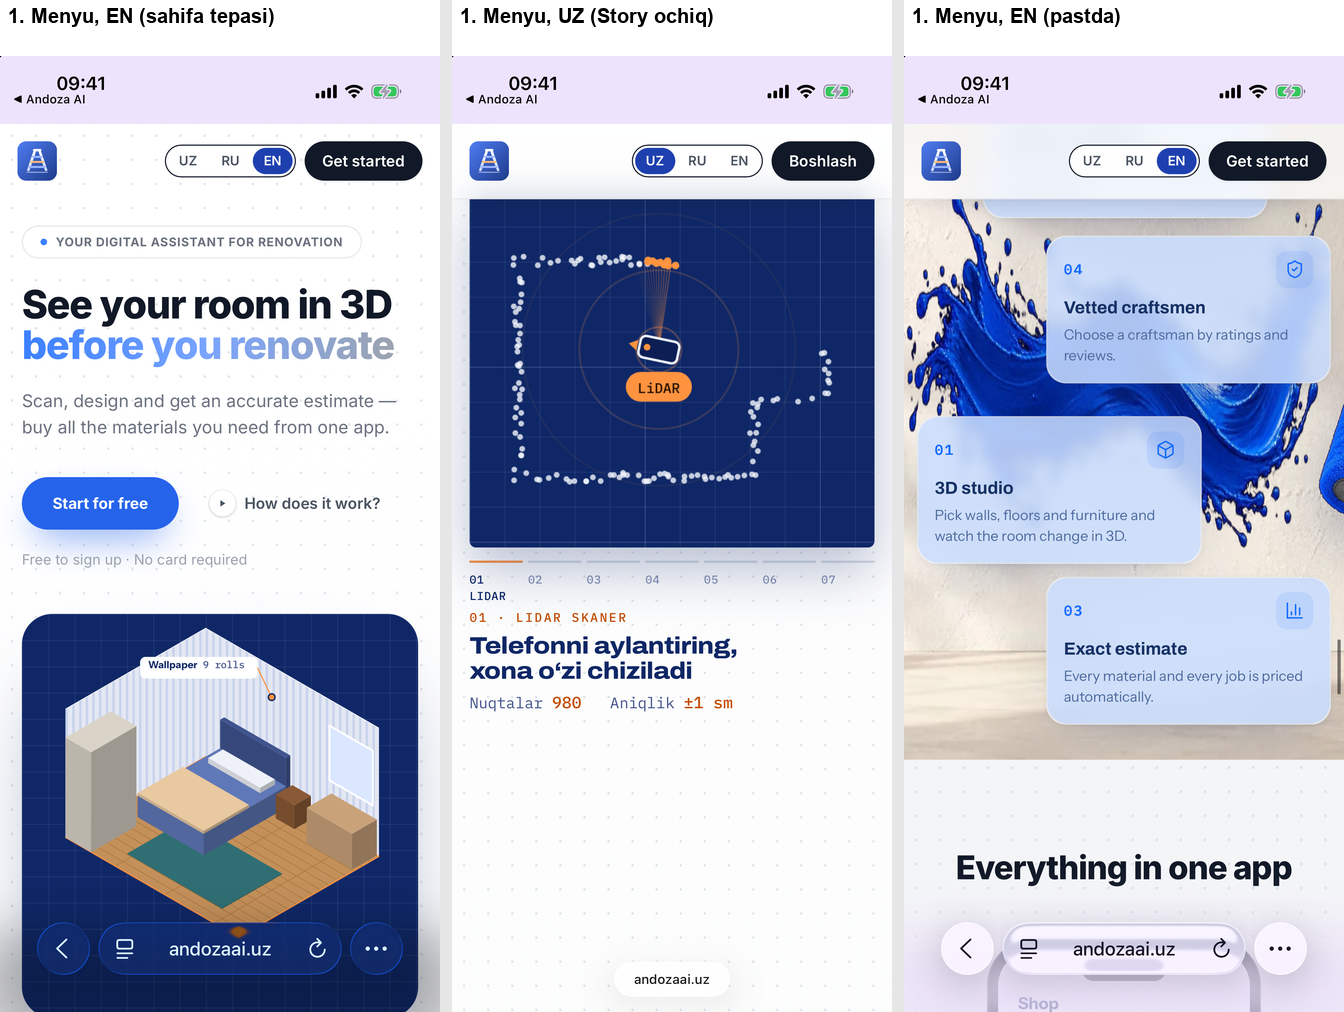 1. Menyu, EN (sahifa tepasi)
09:41
◀ Andoza AI
UZ RU EN Get started
YOUR DIGITAL ASSISTANT FOR RENOVATION
See your room in 3D
before you renovate
Scan, design and get an accurate estimate —
buy all the materials you need from one app.
Start for free How does it work?
Free to sign up · No card required
Wallpaper 9 rolls
andozaai.uz
1. Menyu, UZ (Story ochiq)
09:41
◀ Andoza AI
UZ RU EN Boshlash
LiDAR
01 02 03 04 05 06 07
LIDAR
01 · LIDAR SKANER
Telefonni aylantiring,
xona o‘zi chiziladi
Nuqtalar 980 Aniqlik ±1 sm
andozaai.uz
1. Menyu, EN (pastda)
09:41
◀ Andoza AI
UZ RU EN Get started
04
Vetted craftsmen
Choose a craftsman by ratings and
reviews.
01
3D studio
Pick walls, floors and furniture and
watch the room change in 3D.
03
Exact estimate
Every material and every job is priced
automatically.
Everything in one app
andozaai.uz
Shop